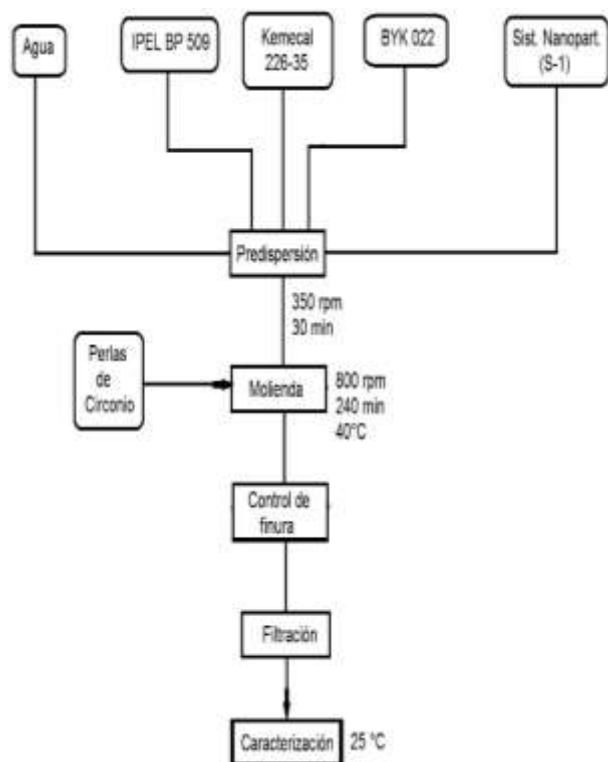 Agua
IPEL BP 509
Kemecal
226-35
BYK 022
Sist. Nanopart.
(S-1)
Predispersión
350 rpm
30 min
Perlas
de
Circonio
Molienda
800 rpm
240 min
40°C
Control de
finura
Filtración
Caracterización
25 °C